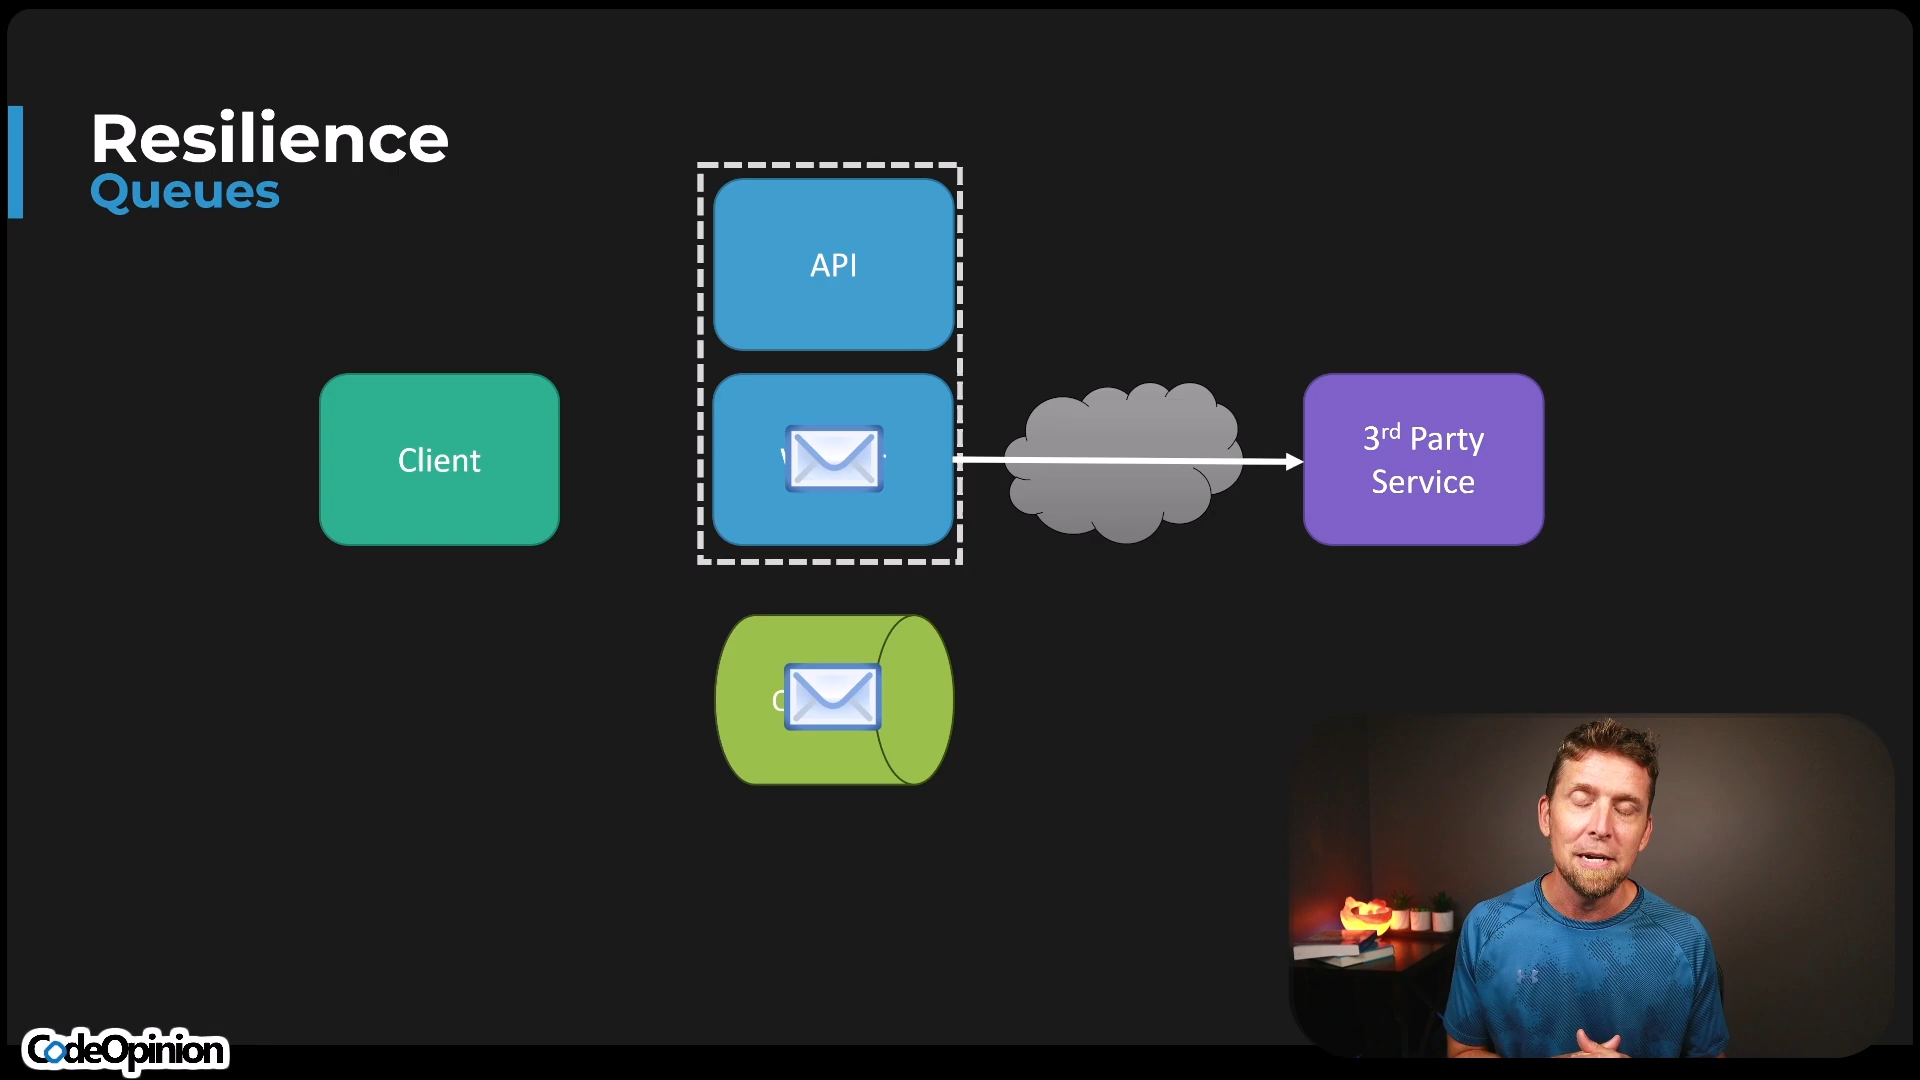 Resilience
Queues
API
Client
3rd Party
Service
CodeOpinion